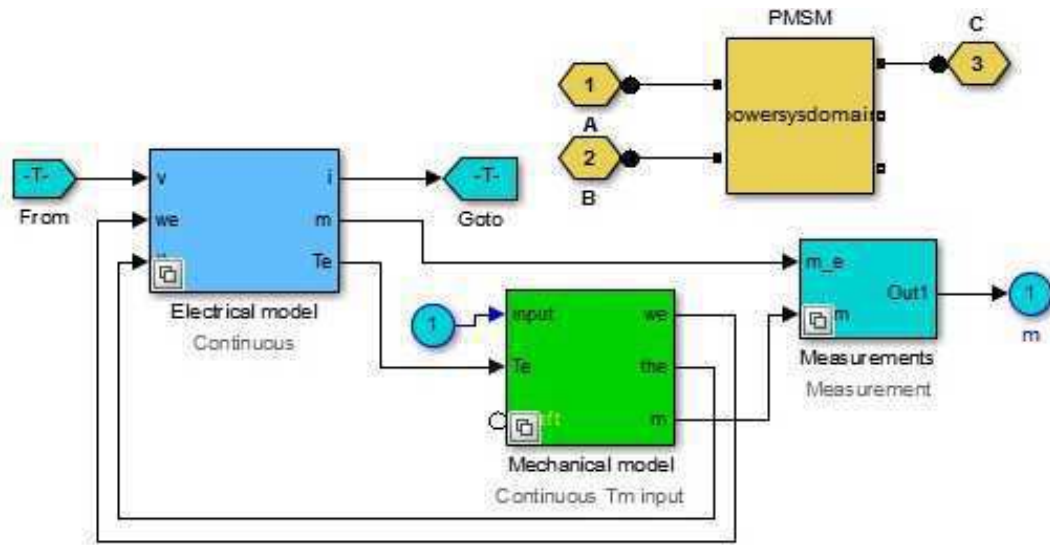 PMSM
C
3
1
A
powersysdomain
2
B
-T-
From
v
i
we
m
Te
Electrical model
Continuous
-T-
Goto
m_e
Out1
m
Measurements
Measurement
1
m
1
input
we
Te
the
m
Mechanical model
Continuous Tm input